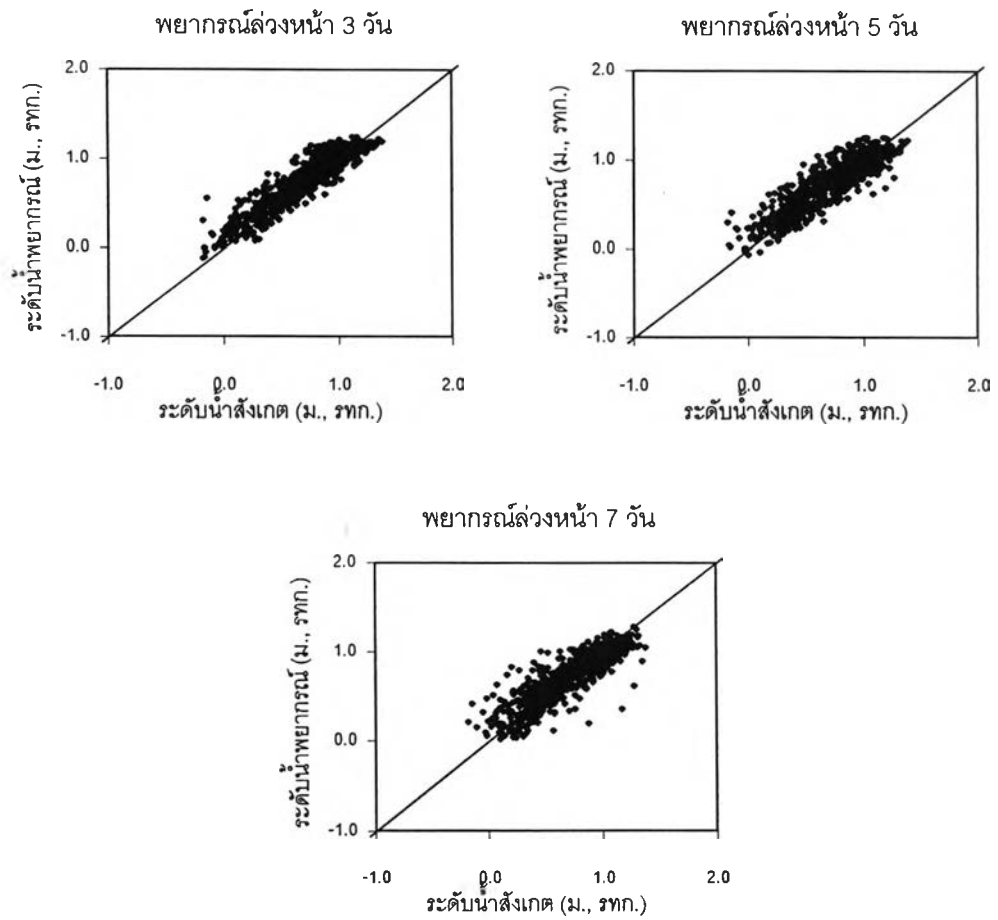 พยากรณ์ล่วงหน้า 3 วัน
ระดับน้ำพยากรณ์ (ม., รทก.)
2.0
1.0
0.0
-1.0
-1.0 0.0 1.0 2.0
ระดับน้ำสังเกต (ม., รทก.)
พยากรณ์ล่วงหน้า 5 วัน
ระดับน้ำพยากรณ์ (ม., รทก.)
2.0
1.0
0.0
-1.0
-1.0 0.0 1.0 2.0
ระดับน้ำสังเกต (ม., รทก.)
พยากรณ์ล่วงหน้า 7 วัน
ระดับน้ำพยากรณ์ (ม., รทก.)
2.0
1.0
0.0
-1.0
-1.0 0.0 1.0 2.0
ระดับน้ำสังเกต (ม., รทก.)